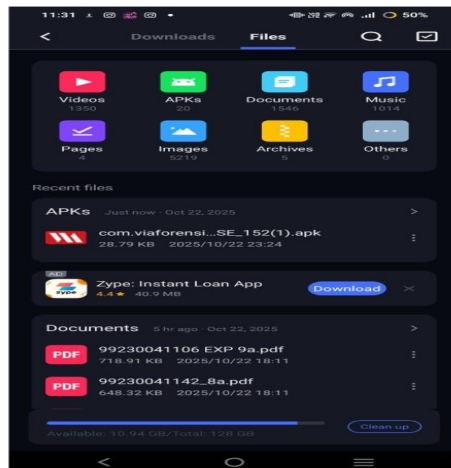 11:31
50%
Downloads Files
Videos APKs Documents Music
1350 20 1546 1014
Pages Images Archives Others
4 5219 5 0
Recent files
APKs Just now · Oct 22, 2025
com.viaforensi...SE_152(1).apk
28.79 KB 2025/10/22 23:24
AD
Zype: Instant Loan App
4.4★ 40.9 MB
Download
Documents 5 hr ago · Oct 22, 2025
PDF 99230041106 EXP 9a.pdf
718.91 KB 2025/10/22 18:11
PDF 99230041142_8a.pdf
648.32 KB 2025/10/22 18:11
Available: 10.94 GB/Total: 128 GB
Clean up